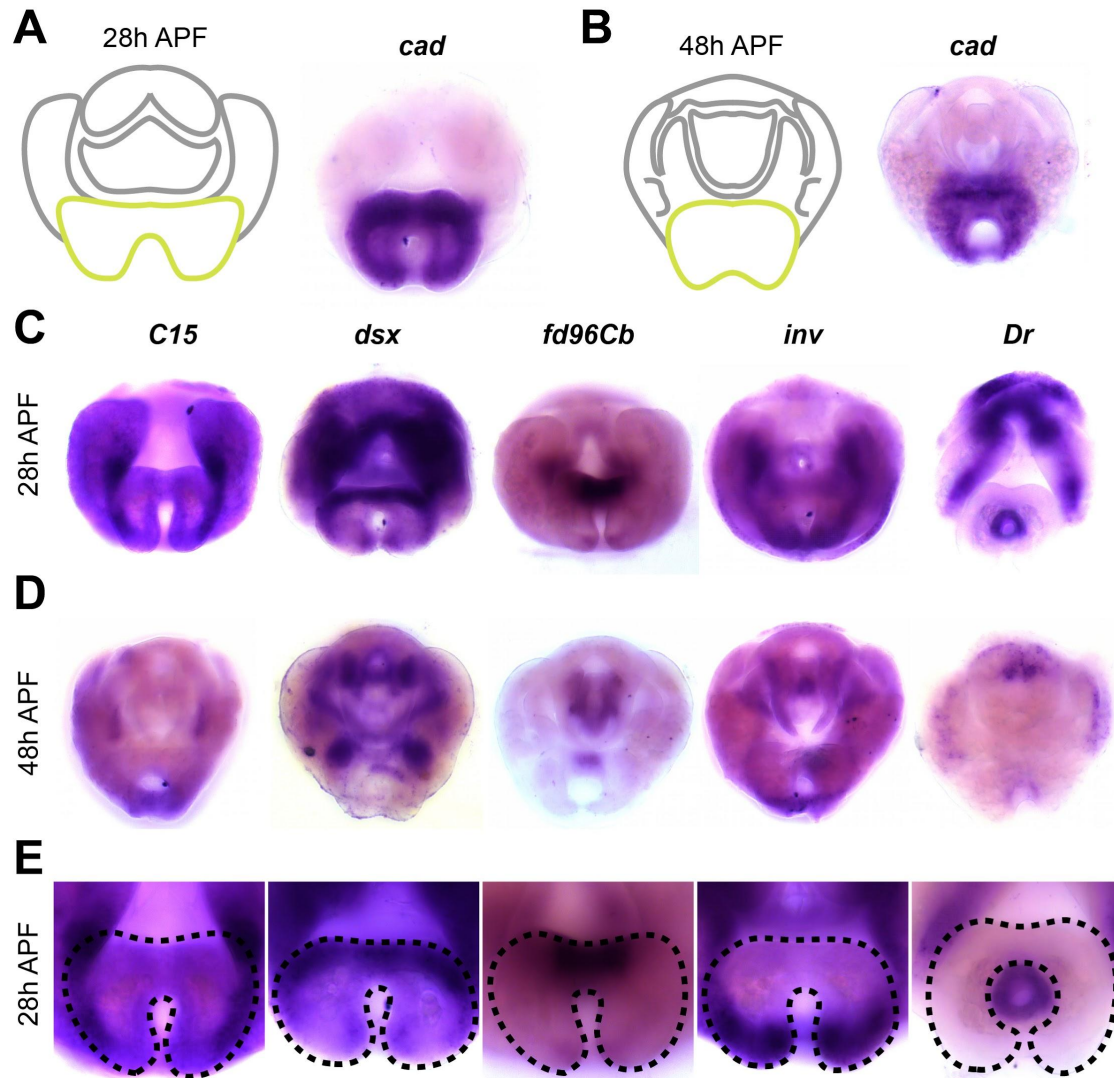 A
28h APF
cad
B
48h APF
cad
C
C15
dsx
fd96Cb
inv
Dr
28h APF
D
48h APF
E
28h APF